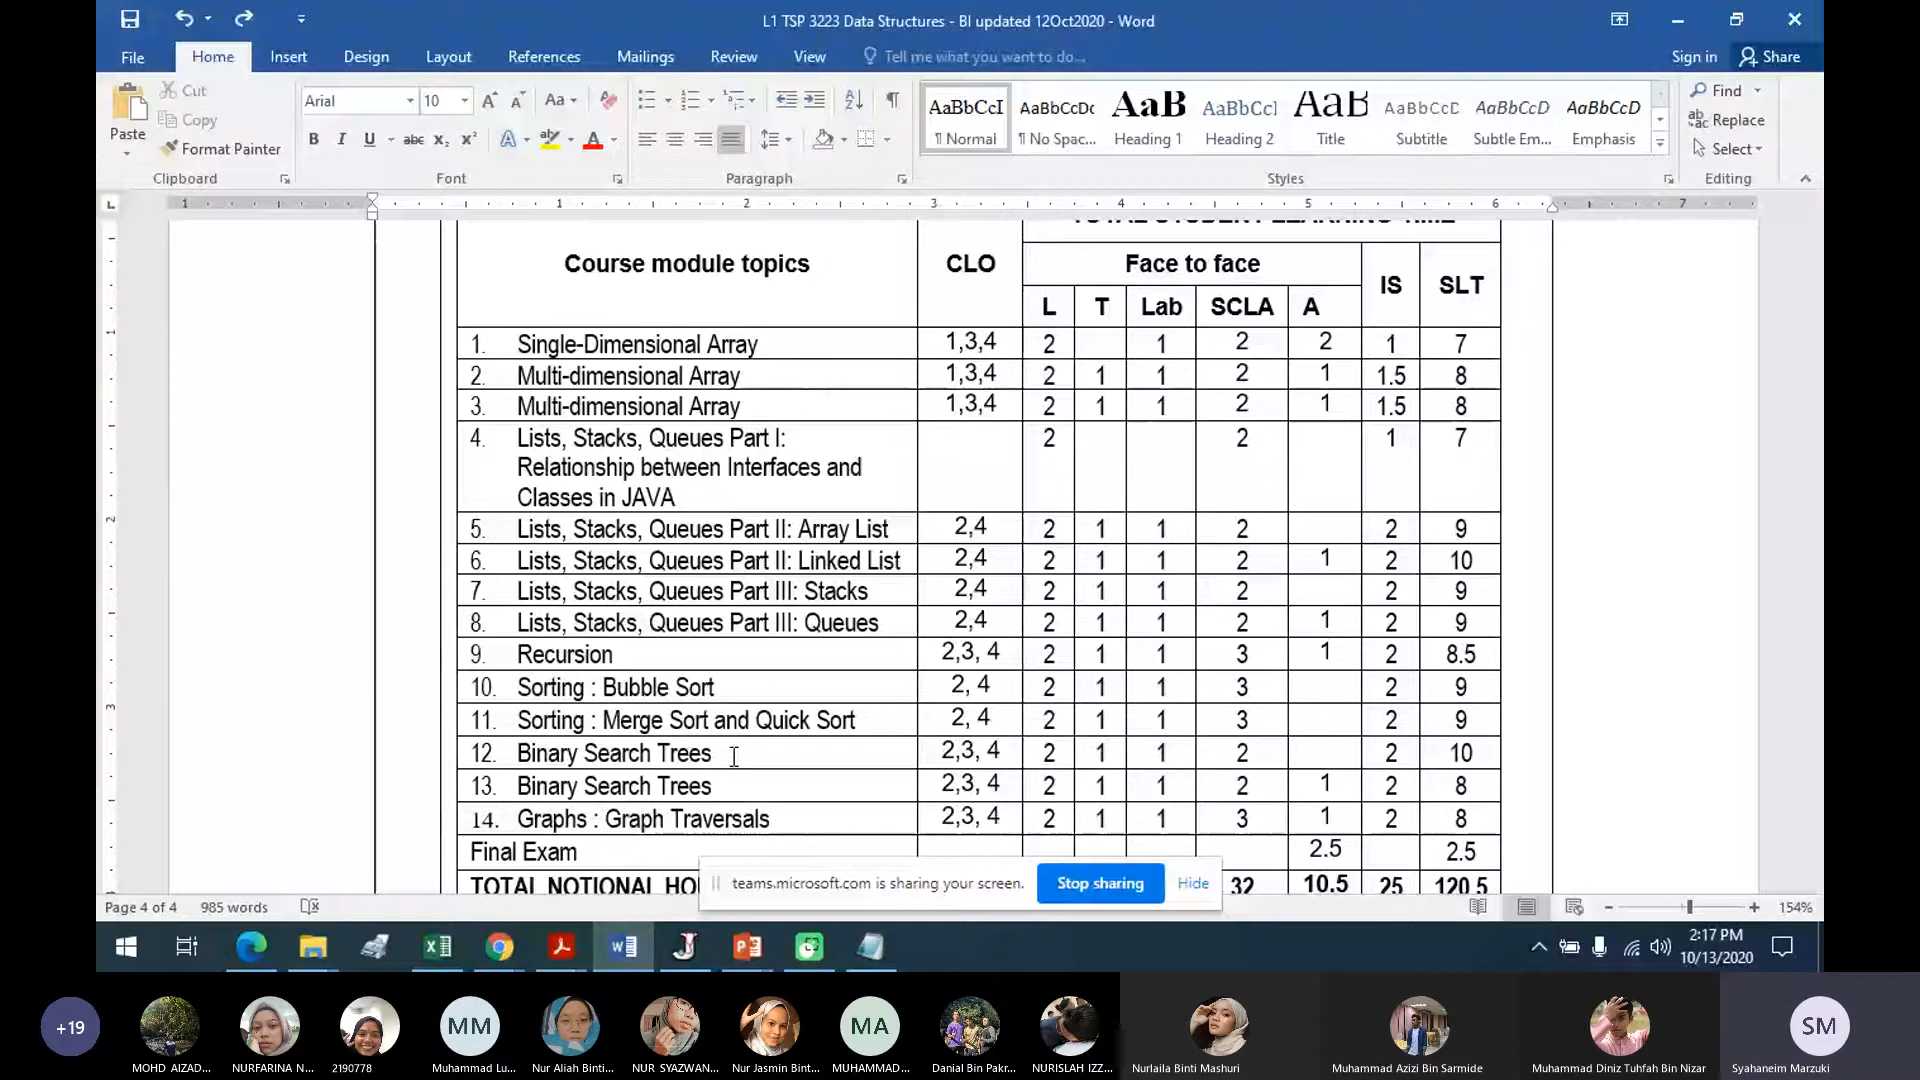 L1 TSP 3223 Data Structures - BI updated 12Oct2020 - Word
File Home Insert Design Layout References Mailings Review View Tell me what you want to do... Sign in Share
Paste
Cut
Copy
Format Painter
Clipboard
Arial 10
Font
Paragraph
AaBbCcI AaBbCcDc AaB AaBbCcI AaB AaBbCcD AaBbCcD AaBbCcD
¶ Normal ¶ No Spac... Heading 1 Heading 2 Title Subtitle Subtle Em... Emphasis
Styles
Find
Replace
Select
Editing
1 1 2 3 4 5 6 7
TOTAL STUDENT LEARNING TIME
Course module topics CLO Face to face IS SLT
L T Lab SCLA A
1. Single-Dimensional Array 1,3,4 2 1 2 2 1 7
2. Multi-dimensional Array 1,3,4 2 1 1 2 1 1.5 8
3. Multi-dimensional Array 1,3,4 2 1 1 2 1 1.5 8
4. Lists, Stacks, Queues Part I: 2 2 1 7
Relationship between Interfaces and
Classes in JAVA
5. Lists, Stacks, Queues Part II: Array List 2,4 2 1 1 2 2 9
6. Lists, Stacks, Queues Part II: Linked List 2,4 2 1 1 2 1 2 10
7. Lists, Stacks, Queues Part III: Stacks 2,4 2 1 1 2 2 9
8. Lists, Stacks, Queues Part III: Queues 2,4 2 1 1 2 1 2 9
9. Recursion 2,3, 4 2 1 1 3 1 2 8.5
10. Sorting : Bubble Sort 2, 4 2 1 1 3 2 9
11. Sorting : Merge Sort and Quick Sort 2, 4 2 1 1 3 2 9
12. Binary Search Trees 2,3, 4 2 1 1 2 2 10
13. Binary Search Trees 2,3, 4 2 1 1 2 1 2 8
14. Graphs : Graph Traversals 2,3, 4 2 1 1 3 1 2 8
Final Exam 2.5 2.5
TOTAL NOTIONAL HO 32 10.5 25 120.5
teams.microsoft.com is sharing your screen. Stop sharing Hide
Page 4 of 4 985 words 154%
2:17 PM
10/13/2020
+19 MM MA SM
MOHD AIZAD... NURFARINA N... 2190778 Muhammad Lu... Nur Aliah Binti... NUR SYAZWAN... Nur Jasmin Bint... MUHAMMAD... Danial Bin Pakr... NURISLAH IZZ... Nurlaila Binti Mashuri Muhammad Azizi Bin Sarmide Muhammad Diniz Tuhfah Bin Nizar Syahaneim Marzuki